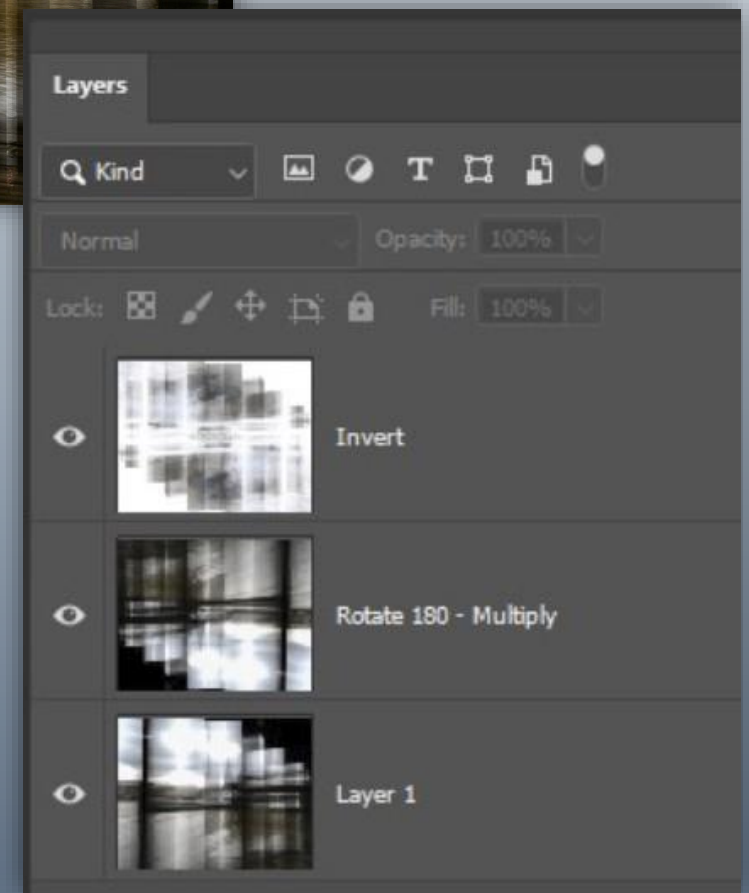 Layers
Kind
Normal Opacity: 100%
Lock: Fill: 100%
Invert
Rotate 180 - Multiply
Layer 1